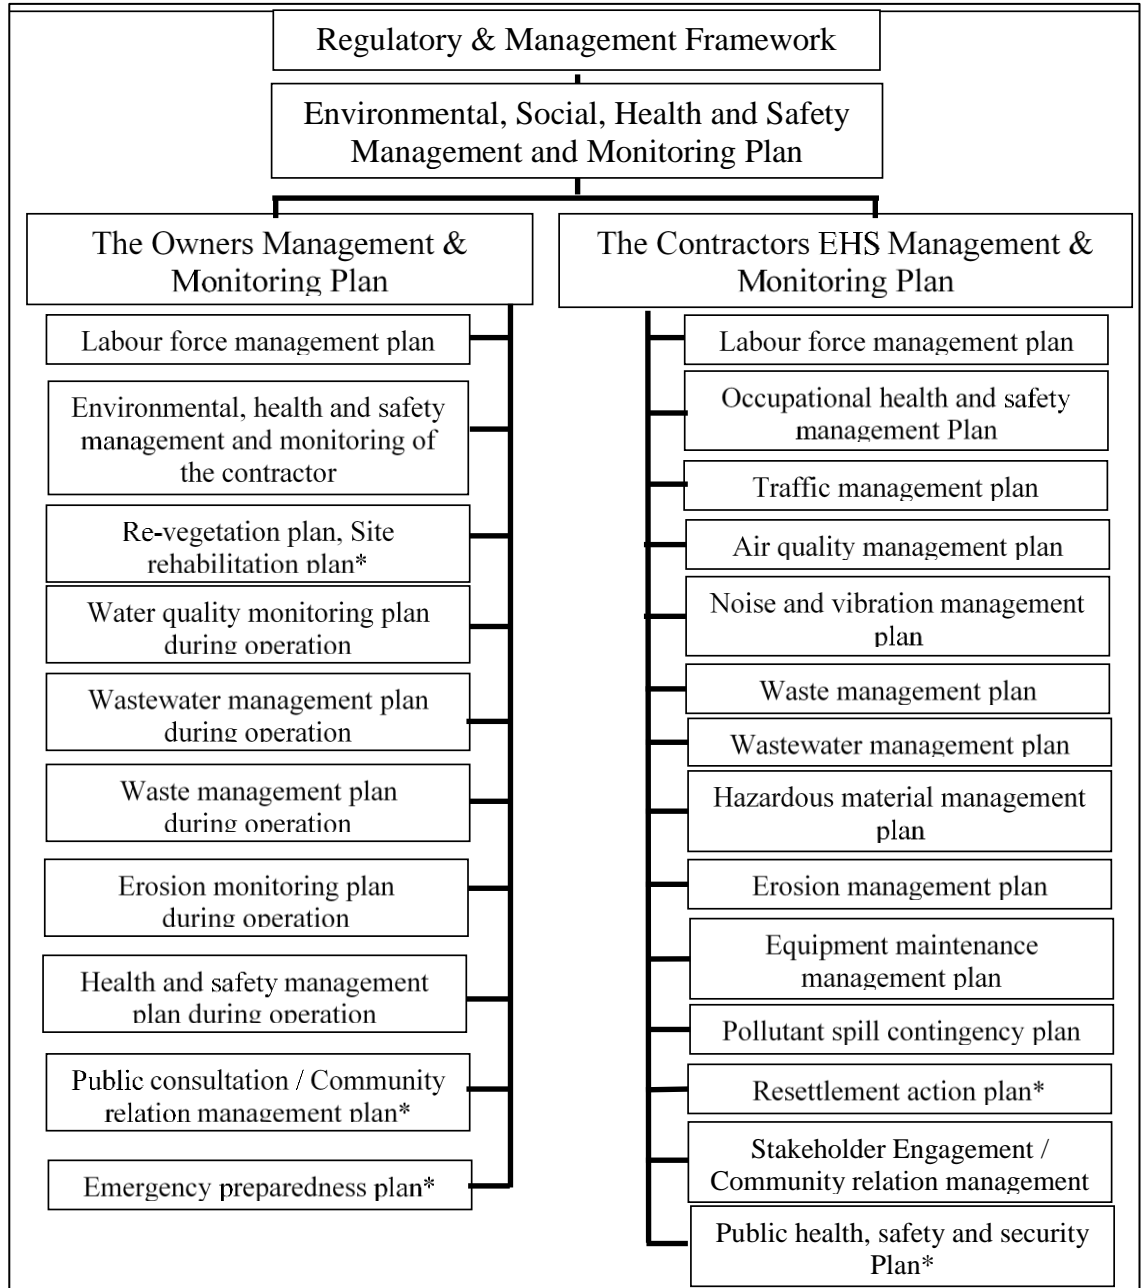 Regulatory & Management Framework
Environmental, Social, Health and Safety
Management and Monitoring Plan
The Owners Management &
Monitoring Plan
Labour force management plan
Environmental, health and safety
management and monitoring of
the contractor
Re-vegetation plan, Site
rehabilitation plan*
Water quality monitoring plan
during operation
Wastewater management plan
during operation
Waste management plan
during operation
Erosion monitoring plan
during operation
Health and safety management
plan during operation
Public consultation / Community
relation management plan*
Emergency preparedness plan*
The Contractors EHS Management &
Monitoring Plan
Labour force management plan
Occupational health and safety
management Plan
Traffic management plan
Air quality management plan
Noise and vibration management
plan
Waste management plan
Wastewater management plan
Hazardous material management
plan
Erosion management plan
Equipment maintenance
management plan
Pollutant spill contingency plan
Resettlement action plan*
Stakeholder Engagement /
Community relation management
Public health, safety and security
Plan*